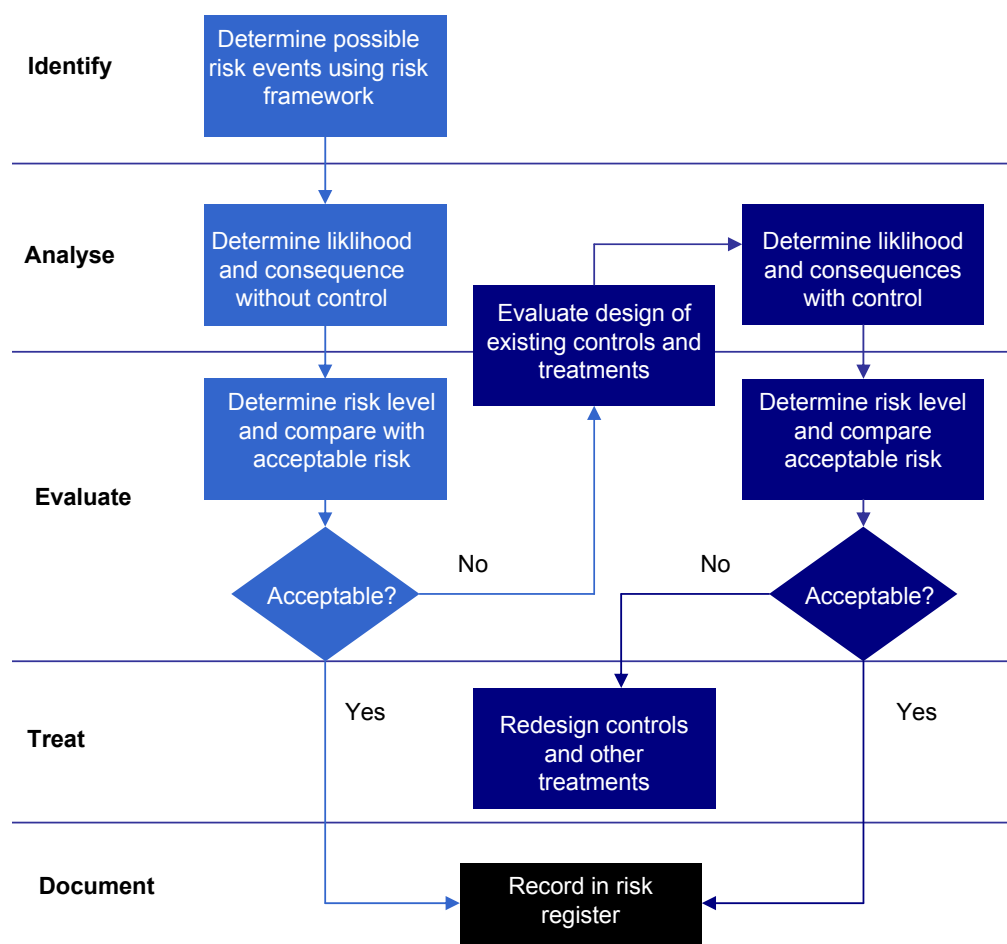 Identify
Determine possible
risk events using risk
framework
Analyse
Determine liklihood
and consequence
without control
Evaluate design of
existing controls and
treatments
Determine liklihood
and consequences
with control
Evaluate
Determine risk level
and compare with
acceptable risk
Determine risk level
and compare
acceptable risk
Acceptable?
No
No
Acceptable?
Treat
Yes
Redesign controls
and other
treatments
Yes
Document
Record in risk
register